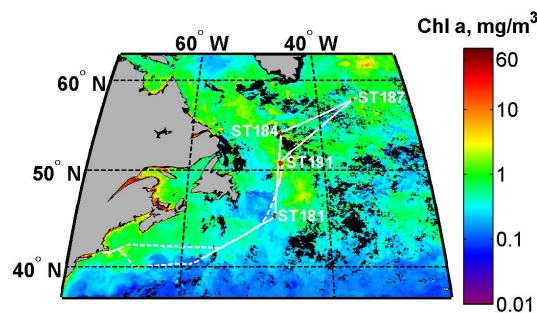 Chl a, mg/m³
60° W
40° W
60
60° N
ST187
10
ST184
ST191
50° N
1
ST181
0.1
40° N
0.01